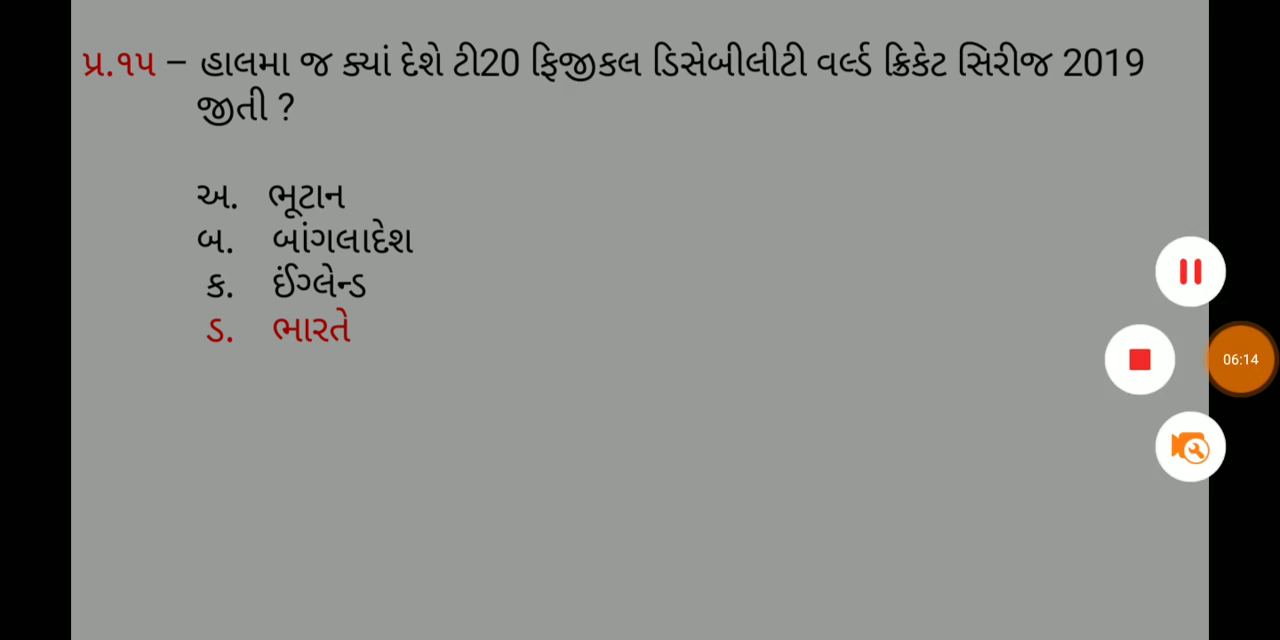 પ્ર.૧૫ – હાલમા જ ક્યાં દેશે ટી20 ફિજીકલ ડિસેબીલીટી વર્લ્ડ ક્રિકેટ સિરીજ 2019
જીતી ?
અ. ભૂટાન
બ. બાંગલાદેશ
ક. ઈંગ્લેન્ડ
ડ. ભારતે
06:14